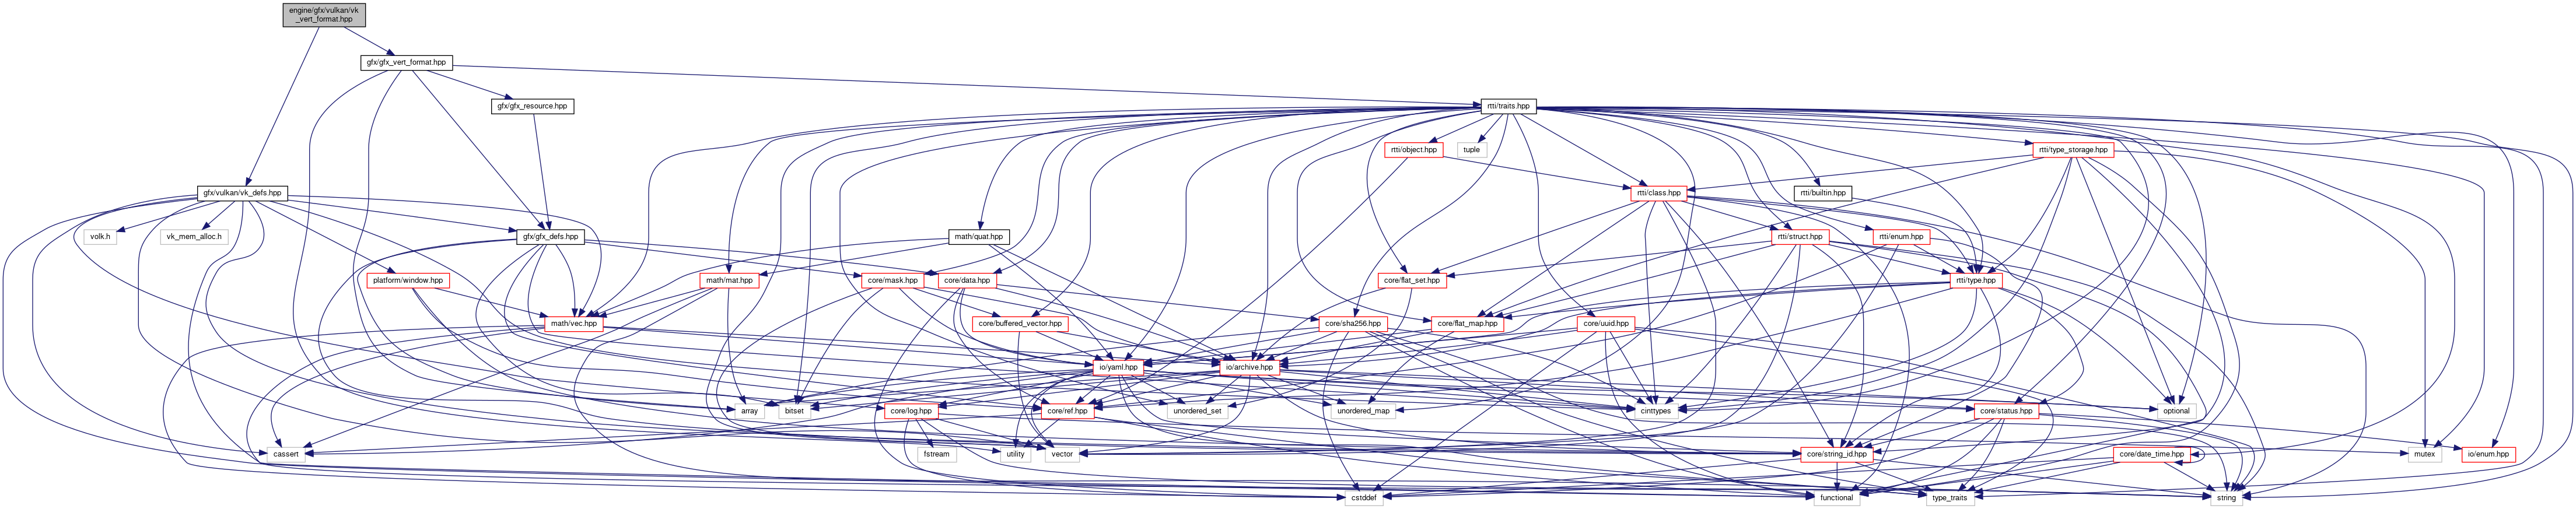 engine/gfx/vulkan/vk
_vert_format.hpp
gfx/gfx_vert_format.hpp
gfx/gfx_resource.hpp
rtti/traits.hpp
rtti/object.hpp
tuple
rtti/type_storage.hpp
gfx/vulkan/vk_defs.hpp
rtti/class.hpp
rtti/builtin.hpp
volk.h
vk_mem_alloc.h
gfx/gfx_defs.hpp
math/quat.hpp
rtti/struct.hpp
rtti/enum.hpp
platform/window.hpp
math/mat.hpp
core/mask.hpp
core/data.hpp
core/flat_set.hpp
rtti/type.hpp
math/vec.hpp
core/buffered_vector.hpp
core/sha256.hpp
core/flat_map.hpp
core/uuid.hpp
io/yaml.hpp
io/archive.hpp
array
bitset
core/log.hpp
core/ref.hpp
unordered_set
unordered_map
cinttypes
core/status.hpp
optional
cassert
fstream
utility
vector
core/string_id.hpp
core/date_time.hpp
mutex
io/enum.hpp
cstddef
functional
type_traits
string